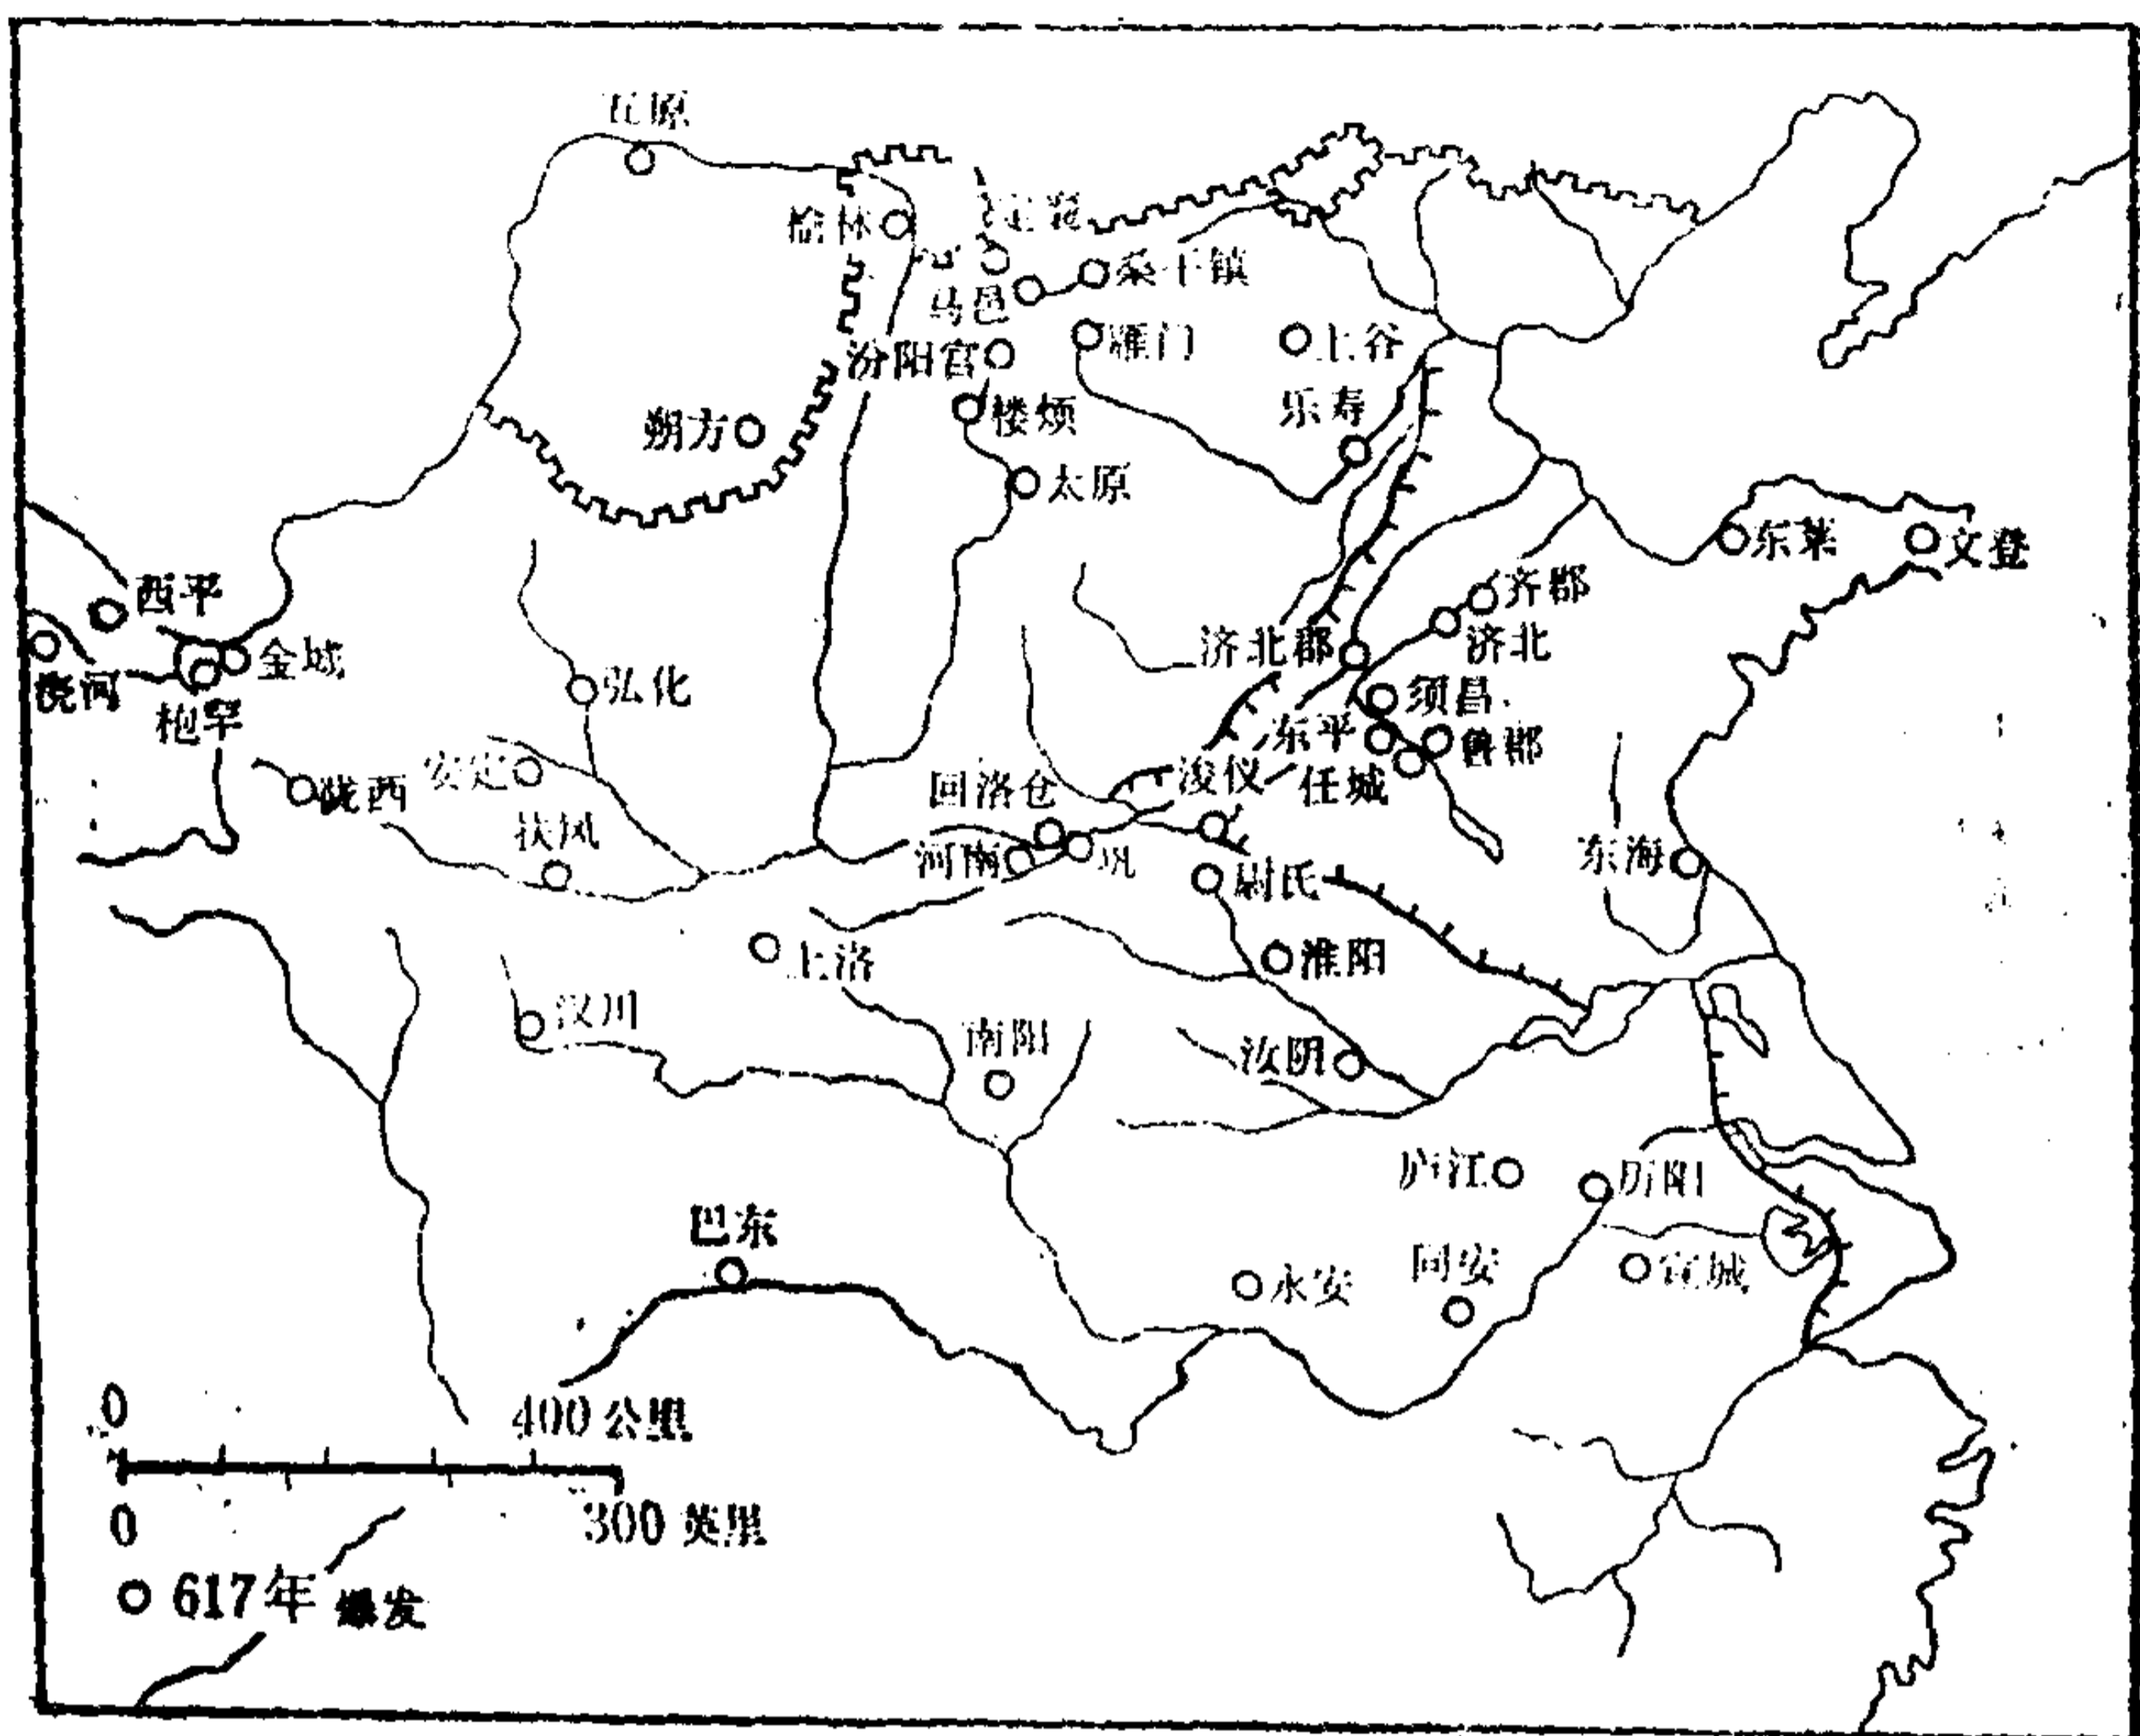 五原
榆林
定襄
马邑
桑干镇
汾阳宫
雁门
上谷
楼烦
乐寿
朔方
太原
东莱
文登
西平
齐郡
济北
济北郡
金城
浇河
枹罕
弘化
须昌
东平
鲁郡
浚仪
任城
安定
陇西
回洛仓
扶风
河南
巩
尉氏
东海
上洛
淮阳
汉川
南阳
汝阴
庐江
历阳
巴东
永安
同安
宣城
0
400 公里
0
300 英里
617年 爆发